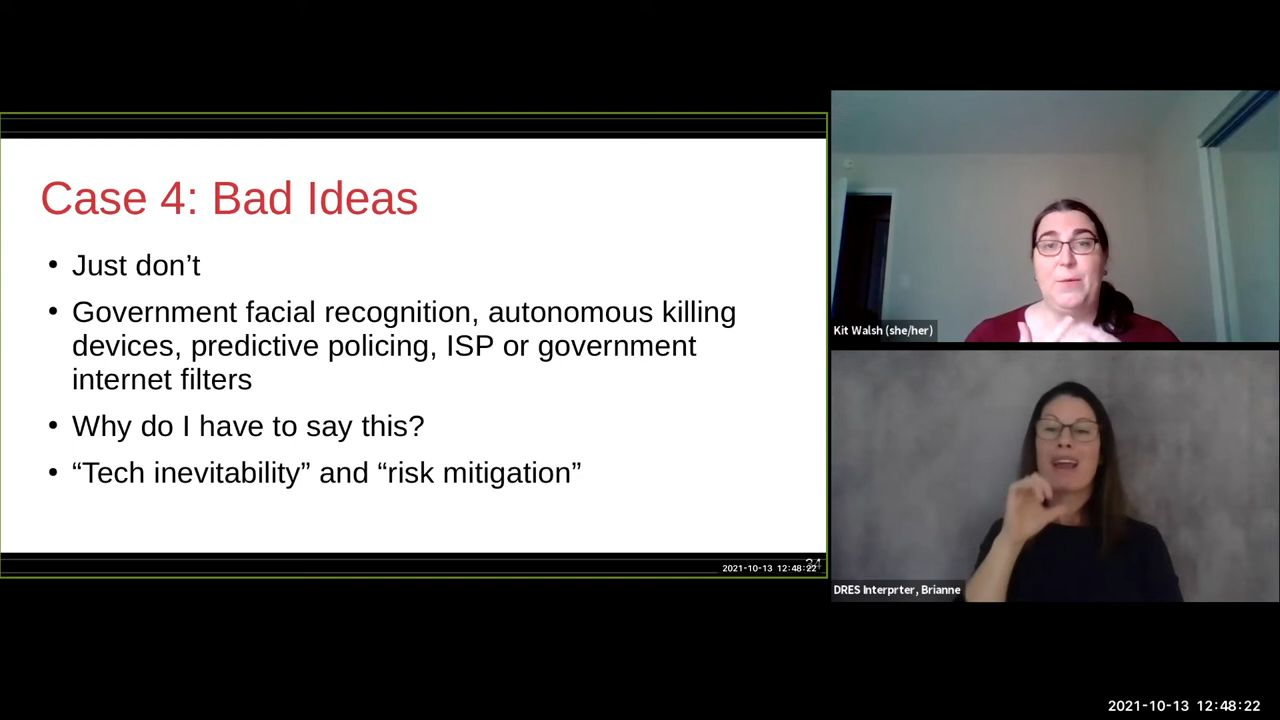 Case 4: Bad Ideas
• Just don’t
• Government facial recognition, autonomous killing
devices, predictive policing, ISP or government
internet filters
• Why do I have to say this?
• “Tech inevitability” and “risk mitigation”
24
2021-10-13 12:48:22
Kit Walsh (she/her)
DRES Interprter, Brianne
2021-10-13 12:48:22